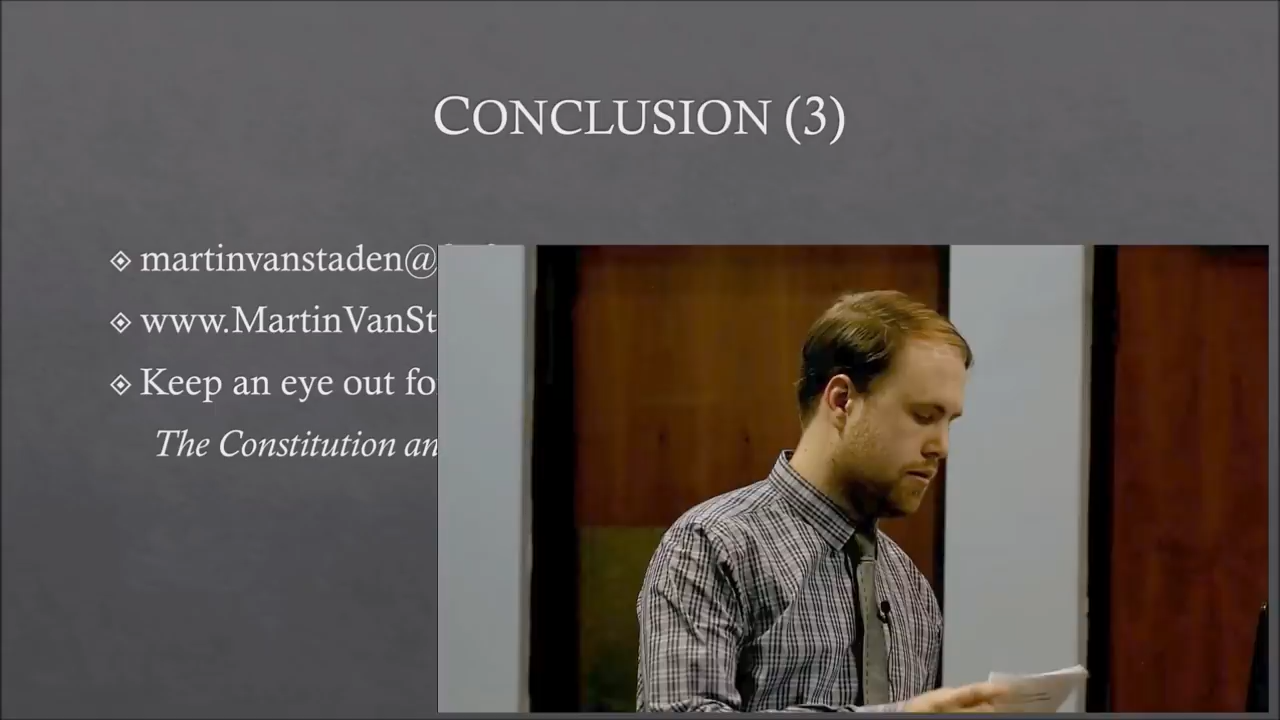 CONCLUSION (3)
martinvanstaden@
www.MartinVanSt
Keep an eye out fo
The Constitution an